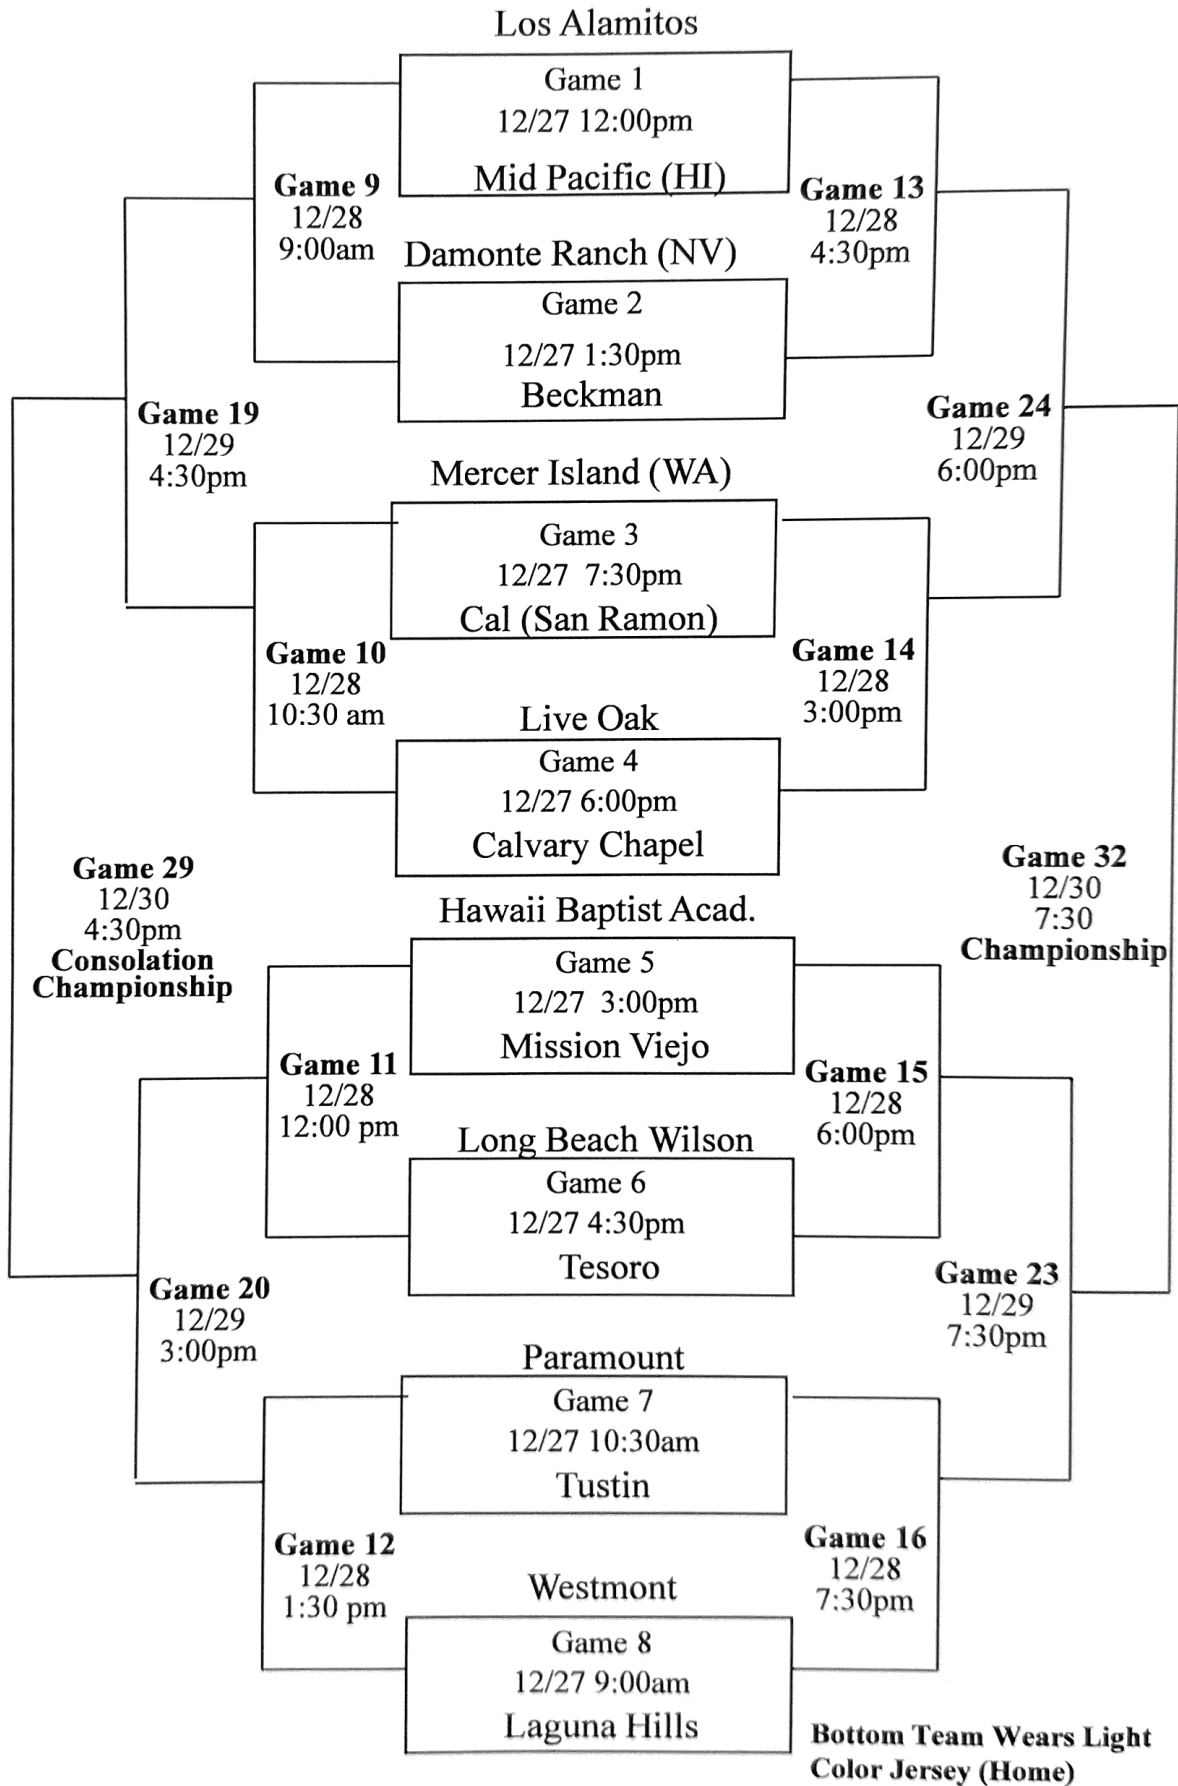 Los Alamitos
Game 1
12/27 12:00pm
Mid Pacific (HI)
Game 9
12/28
9:00am
Game 13
12/28
4:30pm
Damonte Ranch (NV)
Game 2
12/27 1:30pm
Beckman
Game 19
12/29
4:30pm
Game 24
12/29
6:00pm
Mercer Island (WA)
Game 3
12/27 7:30pm
Cal (San Ramon)
Game 10
12/28
10:30 am
Game 14
12/28
3:00pm
Live Oak
Game 4
12/27 6:00pm
Calvary Chapel
Game 29
12/30
4:30pm
Consolation
Championship
Game 32
12/30
7:30
Championship
Hawaii Baptist Acad.
Game 5
12/27 3:00pm
Mission Viejo
Game 11
12/28
12:00 pm
Game 15
12/28
6:00pm
Long Beach Wilson
Game 6
12/27 4:30pm
Tesoro
Game 20
12/29
3:00pm
Game 23
12/29
7:30pm
Paramount
Game 7
12/27 10:30am
Tustin
Game 12
12/28
1:30 pm
Game 16
12/28
7:30pm
Westmont
Game 8
12/27 9:00am
Laguna Hills
Bottom Team Wears Light
Color Jersey (Home)